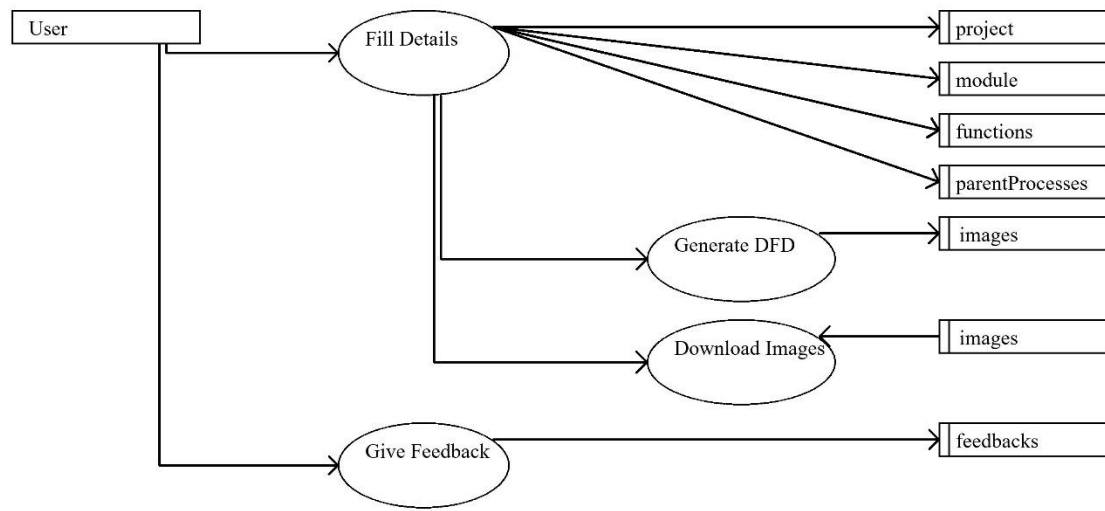 User
Fill Details
project
module
functions
parentProcesses
Generate DFD
images
Download Images
images
Give Feedback
feedbacks